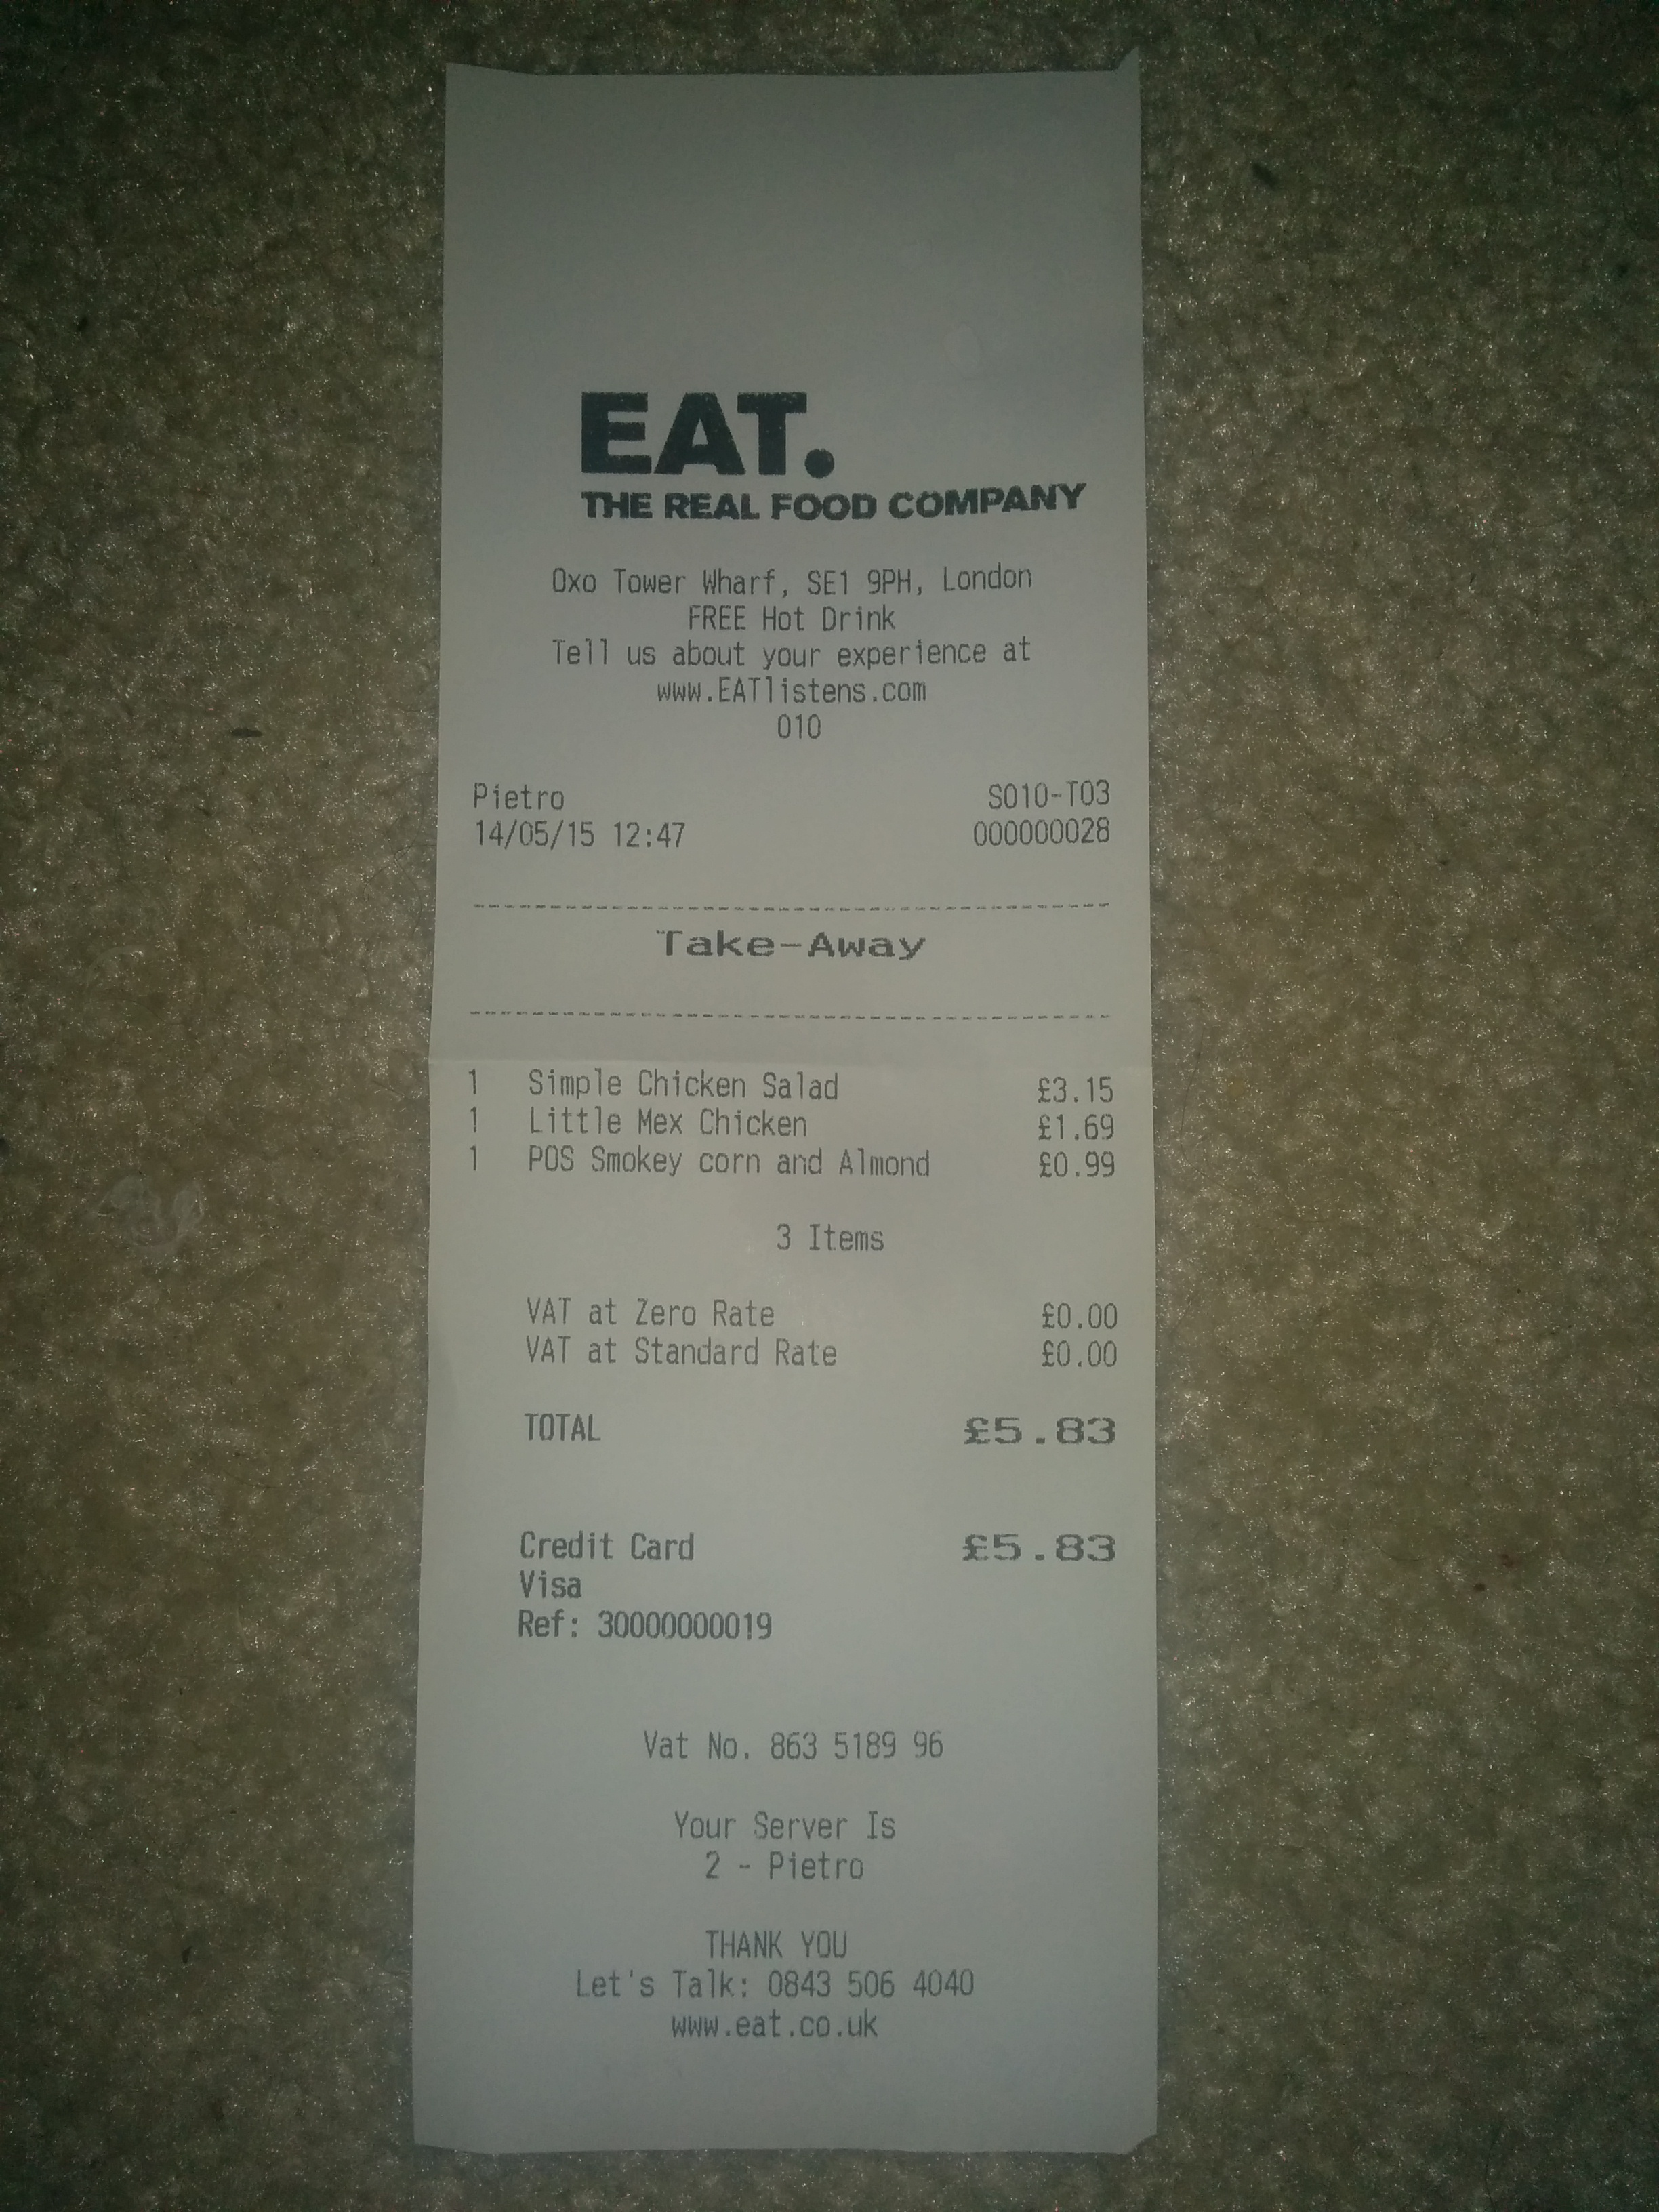 EAT.
THE REAL FOOD COMPANY
Oxo Tower Wharf, SE1 9PH, London
FREE Hot Drink
Tell us about your experience at
www.EATlistens.com
010
Pietro S010-T03
14/05/15 12:47 000000028
Take-Away
1 Simple Chicken Salad £3.15
1 Little Mex Chicken £1.69
1 POS Smokey corn and Almond £0.99
3 Items
VAT at Zero Rate £0.00
VAT at Standard Rate £0.00
TOTAL £5.83
Credit Card £5.83
Visa
Ref: 30000000019
Vat No. 863 5189 96
Your Server Is
2 - Pietro
THANK YOU
Let's Talk: 0843 506 4040
www.eat.co.uk